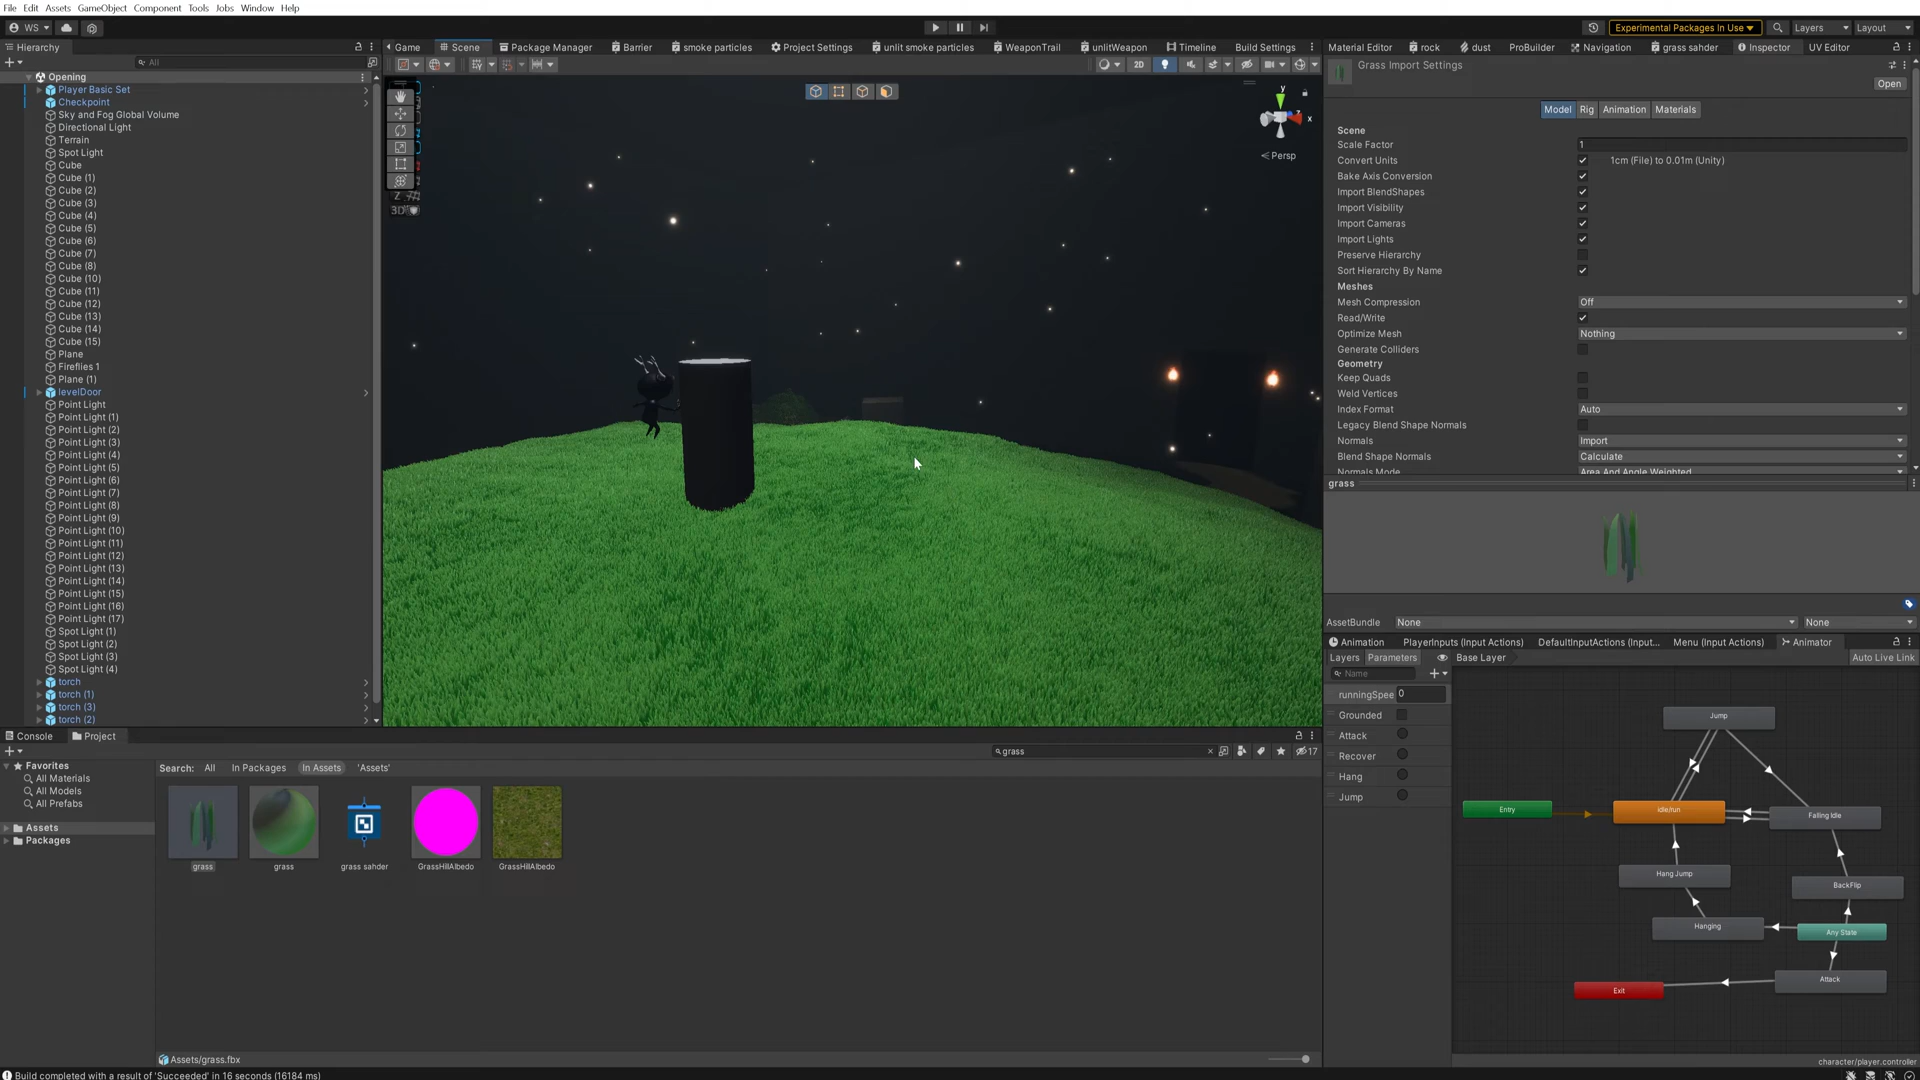 File Edit Assets GameObject Component Tools Jobs Window Help
WS
Experimental Packages In Use
Layers
Layout
Hierarchy
Game
Scene
Package Manager
Barrier
smoke particles
Project Settings
unlit smoke particles
WeaponTrail
unlitWeapon
Timeline
Build Settings
Material Editor
rock
dust
ProBuilder
Navigation
grass sahder
Inspector
UV Editor
All
2D
Opening
Player Basic Set
Checkpoint
Sky and Fog Global Volume
Directional Light
Terrain
Spot Light
Cube
Cube (1)
Cube (2)
Cube (3)
Cube (4)
Cube (5)
Cube (6)
Cube (7)
Cube (8)
Cube (10)
Cube (11)
Cube (12)
Cube (13)
Cube (14)
Cube (15)
Plane
Fireflies 1
Plane (1)
levelDoor
Point Light
Point Light (1)
Point Light (2)
Point Light (3)
Point Light (4)
Point Light (5)
Point Light (6)
Point Light (7)
Point Light (8)
Point Light (9)
Point Light (10)
Point Light (11)
Point Light (12)
Point Light (13)
Point Light (14)
Point Light (15)
Point Light (16)
Point Light (17)
Spot Light (1)
Spot Light (2)
Spot Light (3)
Spot Light (4)
torch
torch (1)
torch (3)
torch (2)
Z
3D
y
z
x
Persp
Grass Import Settings
Open
Model Rig Animation Materials
Scene
Scale Factor 1
Convert Units 1cm (File) to 0.01m (Unity)
Bake Axis Conversion
Import BlendShapes
Import Visibility
Import Cameras
Import Lights
Preserve Hierarchy
Sort Hierarchy By Name
Meshes
Mesh Compression Off
Read/Write
Optimize Mesh Nothing
Generate Colliders
Geometry
Keep Quads
Weld Vertices
Index Format Auto
Legacy Blend Shape Normals
Normals Import
Blend Shape Normals Calculate
Normals Mode Area And Angle Weighted
grass
AssetBundle None None
Animation
PlayerInputs (Input Actions)
DefaultInputActions (Input...
Menu (Input Actions)
Animator
Layers Parameters
Base Layer
Auto Live Link
Name
runningSpee 0
Grounded
Attack
Recover
Hang
Jump
Jump
Entry
idle/run
Falling Idle
Hang Jump
BackFlip
Hanging
Any State
Attack
Exit
character/player.controller
Console
Project
grass
17
Favorites
All Materials
All Models
All Prefabs
Assets
Packages
Search: All In Packages In Assets 'Assets'
grass
grass
grass sahder
GrassHillAlbedo
GrassHillAlbedo
Assets/grass.fbx
Build completed with a result of 'Succeeded' in 16 seconds (16184 ms)